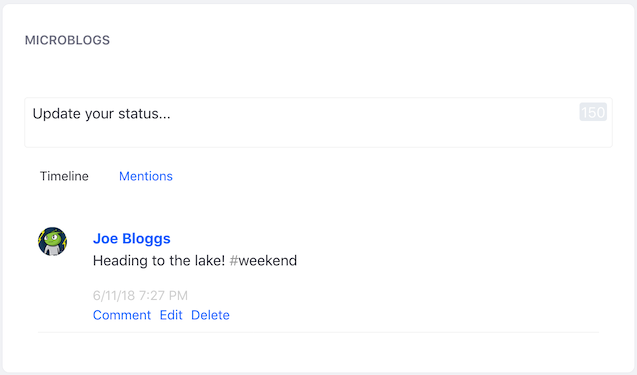 MICROBLOGS
Update your status... 150
Timeline Mentions
Joe Bloggs
Heading to the lake! #weekend
6/11/18 7:27 PM
Comment Edit Delete